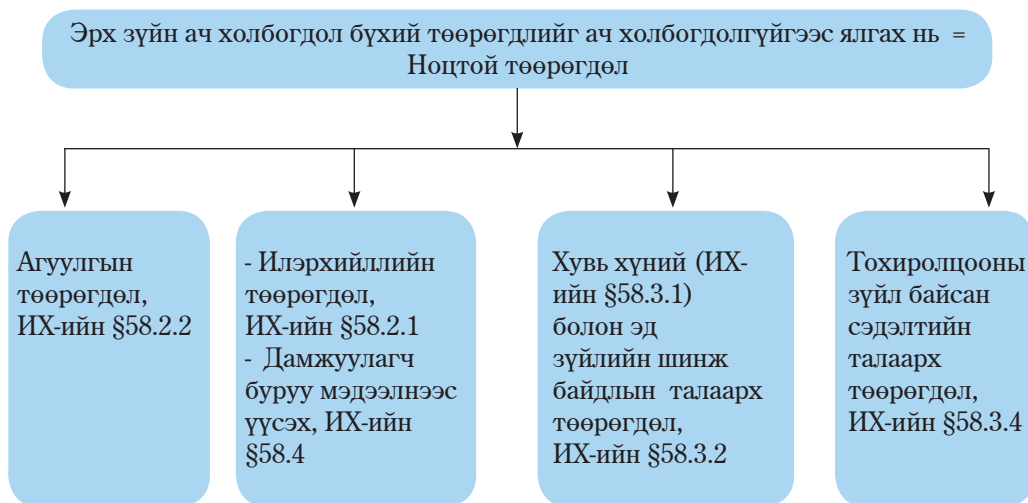 Эрх зүйн ач холбогдол бүхий төөрөгдлийг ач холбогдолгүйгээс ялгах нь =
Ноцтой төөрөгдөл
Агуулгын
төөрөгдөл,
ИХ-ийн §58.2.2
- Илэрхийллийн
төөрөгдөл,
ИХ-ийн §58.2.1
- Дамжуулагч
буруу мэдээлнээс
үүсэх, ИХ-ийн
§58.4
Хувь хүний (ИХ-
ийн §58.3.1)
болон эд
зүйлийн шинж
байдлын талаарх
төөрөгдөл,
ИХ-ийн §58.3.2
Тохиролцооны
зүйл байсан
сэдэлтийн
талаарх
төөрөгдөл,
ИХ-ийн §58.3.4